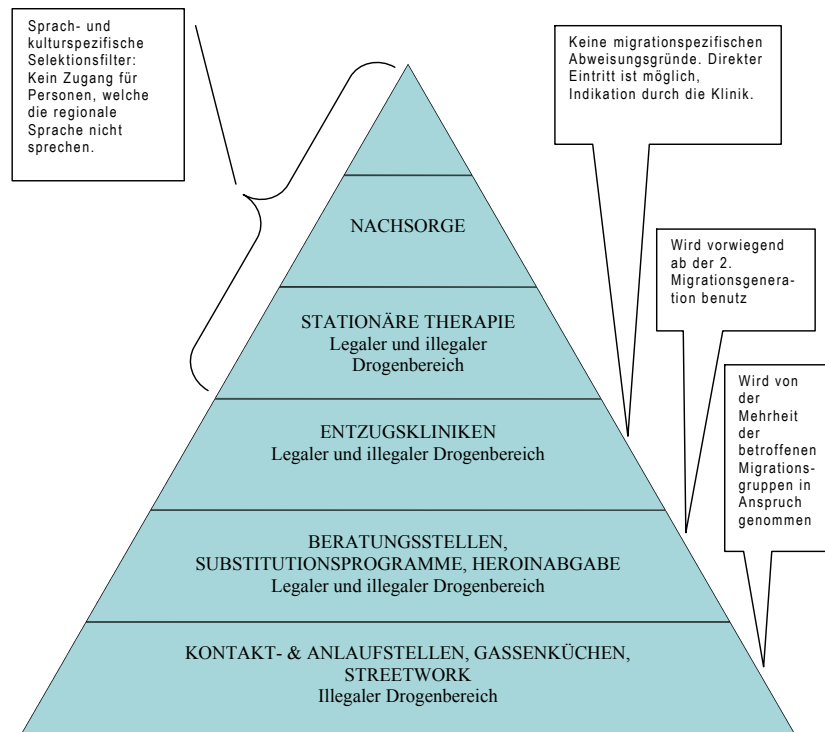 Sprach- und
kulturspezifische
Selektionsfilter:
Kein Zugang für
Personen, welche
die regionale
Sprache nicht
sprechen.
Keine migrationspezifischen
Abweisungsgründe. Direkter
Eintritt ist möglich,
Indikation durch die Klinik.
NACHSORGE
Wird vorwiegend
ab der 2.
Migrationsgenera-
tion benutz
STATIONÄRE THERAPIE
Legaler und illegaler
Drogenbereich
Wird von
der
Mehrheit
der
betroffenen
Migrations-
gruppen in
Anspruch
genommen
ENTZUGSKLINIKEN
Legaler und illegaler Drogenbereich
BERATUNGSSTELLEN,
SUBSTITUTIONSPROGRAMME, HEROINABGABE
Legaler und illegaler Drogenbereich
KONTAKT- & ANLAUFSTELLEN, GASSENKÜCHEN,
STREETWORK
Illegaler Drogenbereich